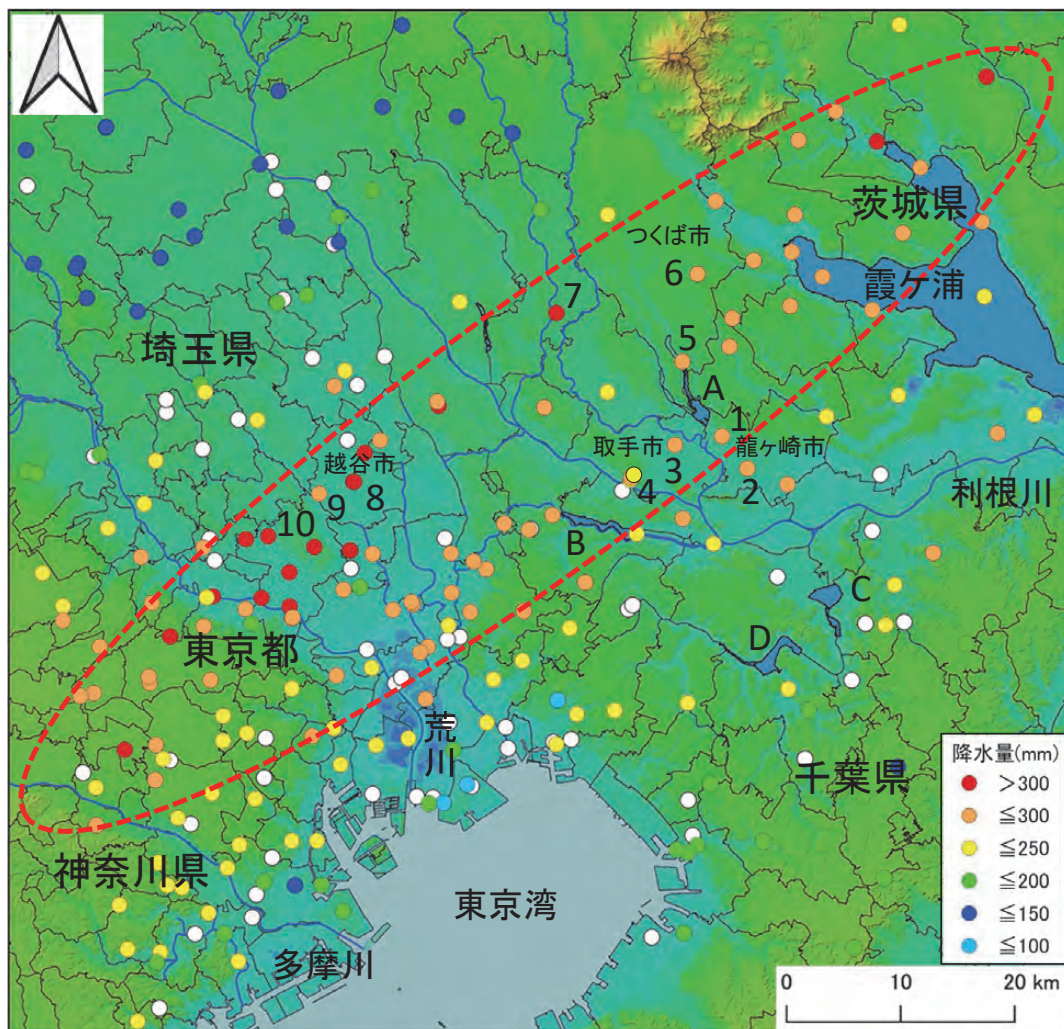 つくば市
茨城県
6
7
霞ケ浦
埼玉県
5
A
1
取手市
龍ヶ崎市
越谷市
3
4
2
8
9
10
利根川
B
C
D
東京都
荒川
千葉県
神奈川県
東京湾
多摩川
降水量(mm)
>300
≦300
≦250
≦200
≦150
≦100
0 10 20 km